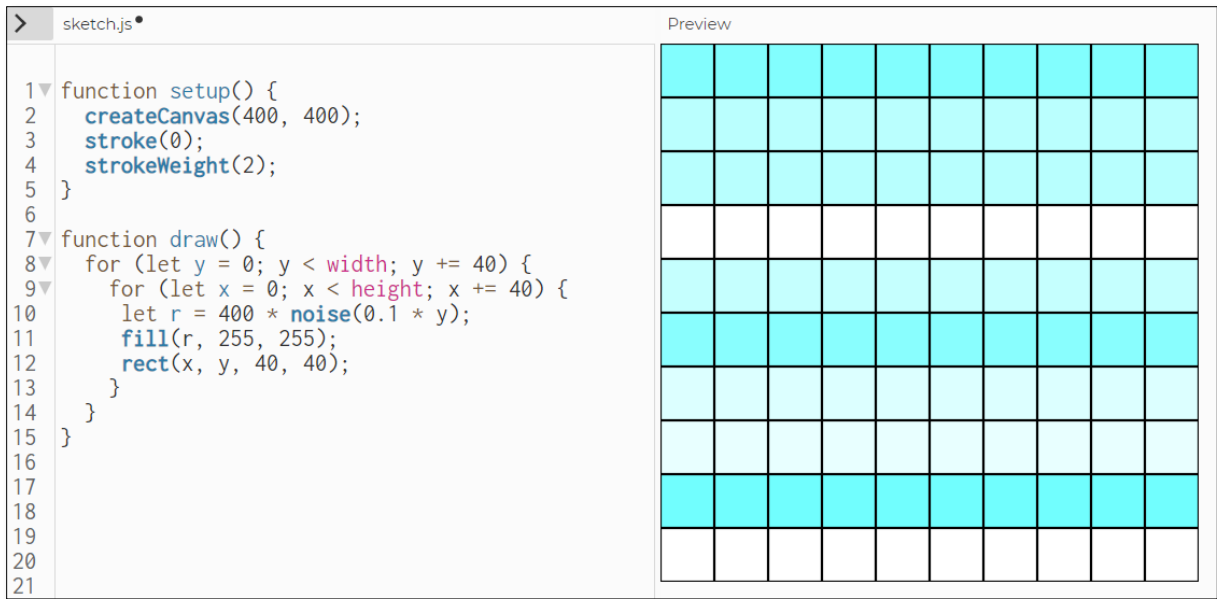 > sketch.js Preview
1 function setup() {
2 createCanvas(400, 400);
3 stroke(0);
4 strokeWeight(2);
5 }
6
7 function draw() {
8 for (let y = 0; y < width; y += 40) {
9 for (let x = 0; x < height; x += 40) {
10 let r = 400 * noise(0.1 * y);
11 fill(r, 255, 255);
12 rect(x, y, 40, 40);
13 }
14 }
15 }
16
17
18
19
20
21